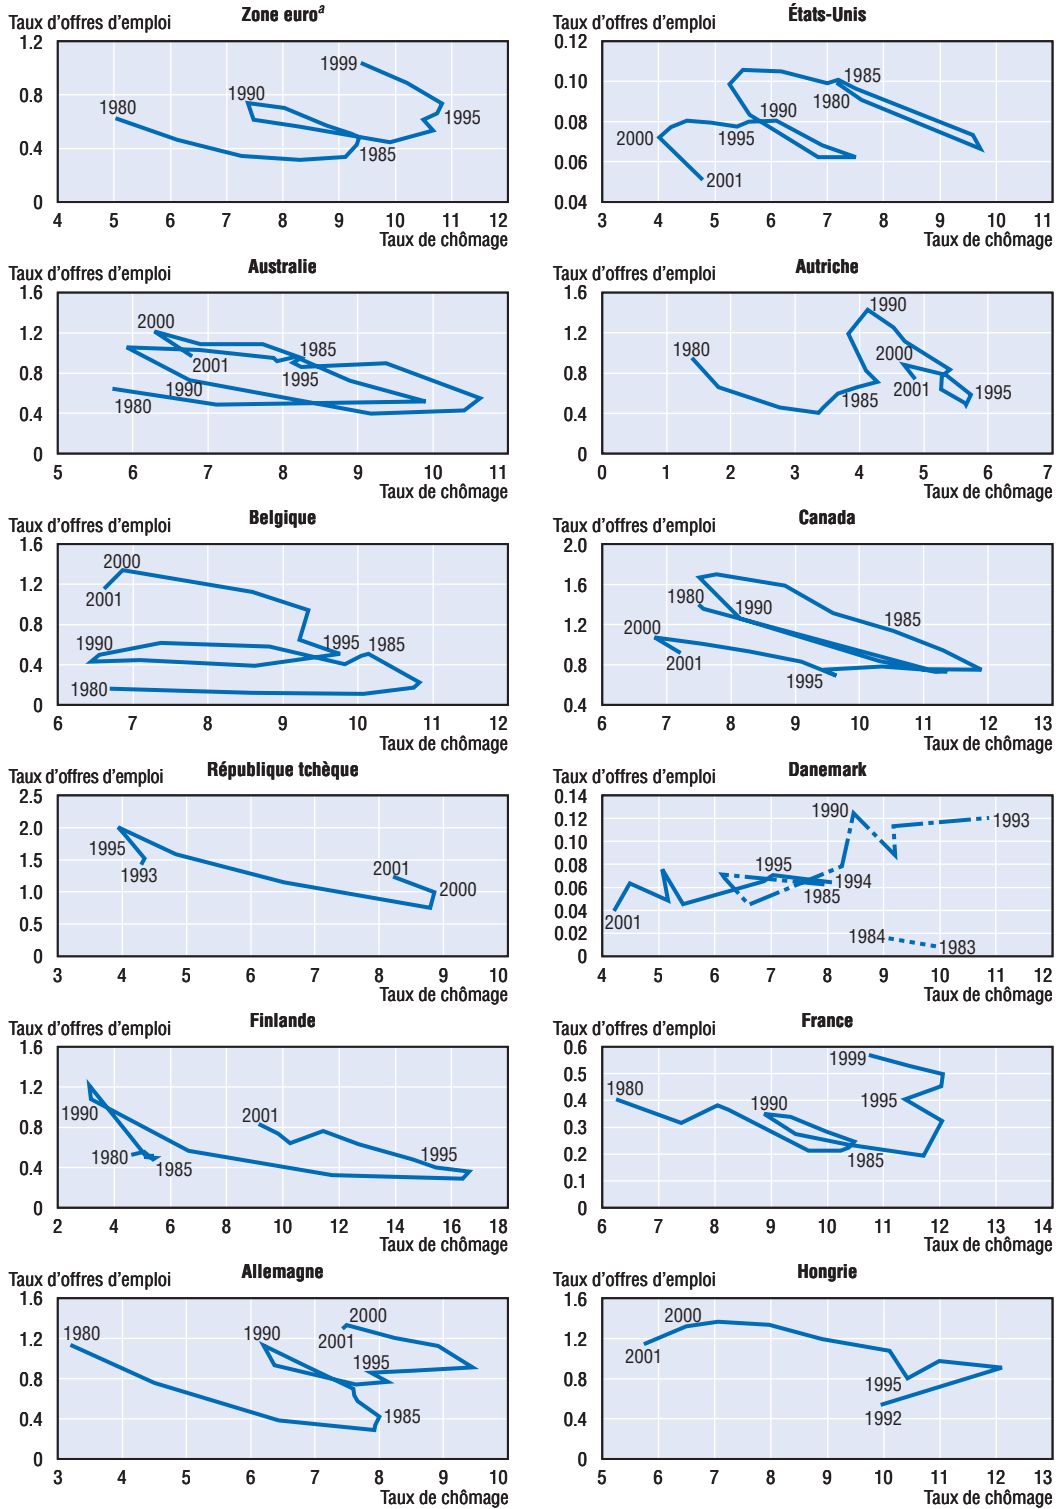 Zone euroᵃ
Taux d'offres d'emploi
1.2
0.8
0.4
0
1980
1990
1999
1995
1985
4 5 6 7 8 9 10 11 12
Taux de chômage
États-Unis
Taux d'offres d'emploi
0.12
0.10
0.08
0.06
0.04
1985
1980
1990
1995
2000
2001
3 4 5 6 7 8 9 10 11
Taux de chômage
Australie
Taux d'offres d'emploi
1.6
1.2
0.8
0.4
0
2000
2001
1985
1995
1990
1980
5 6 7 8 9 10 11
Taux de chômage
Autriche
Taux d'offres d'emploi
1.6
1.2
0.8
0.4
0
1990
1980
2000
2001
1985
1995
0 1 2 3 4 5 6 7
Taux de chômage
Belgique
Taux d'offres d'emploi
1.6
1.2
0.8
0.4
0
2000
2001
1990
1995
1985
1980
6 7 8 9 10 11 12
Taux de chômage
Canada
Taux d'offres d'emploi
2.0
1.6
1.2
0.8
0.4
1980
1990
1985
2000
2001
1995
6 7 8 9 10 11 12 13
Taux de chômage
République tchèque
Taux d'offres d'emploi
2.5
2.0
1.5
1.0
0.5
0
1995
1993
2001
2000
3 4 5 6 7 8 9 10
Taux de chômage
Danemark
Taux d'offres d'emploi
0.14
0.12
0.10
0.08
0.06
0.04
0.02
0
1990
1993
1995
1994
1985
2001
1984
1983
4 5 6 7 8 9 10 11 12
Taux de chômage
Finlande
Taux d'offres d'emploi
1.6
1.2
0.8
0.4
0
1990
2001
1980
1985
1995
2 4 6 8 10 12 14 16 18
Taux de chômage
France
Taux d'offres d'emploi
0.6
0.5
0.4
0.3
0.2
0.1
0
1999
1980
1990
1995
1985
6 7 8 9 10 11 12 13 14
Taux de chômage
Allemagne
Taux d'offres d'emploi
1.6
1.2
0.8
0.4
0
1980
1990
2000
2001
1995
1985
3 4 5 6 7 8 9 10
Taux de chômage
Hongrie
Taux d'offres d'emploi
1.6
1.2
0.8
0.4
0
2000
2001
1995
1992
5 6 7 8 9 10 11 12 13
Taux de chômage